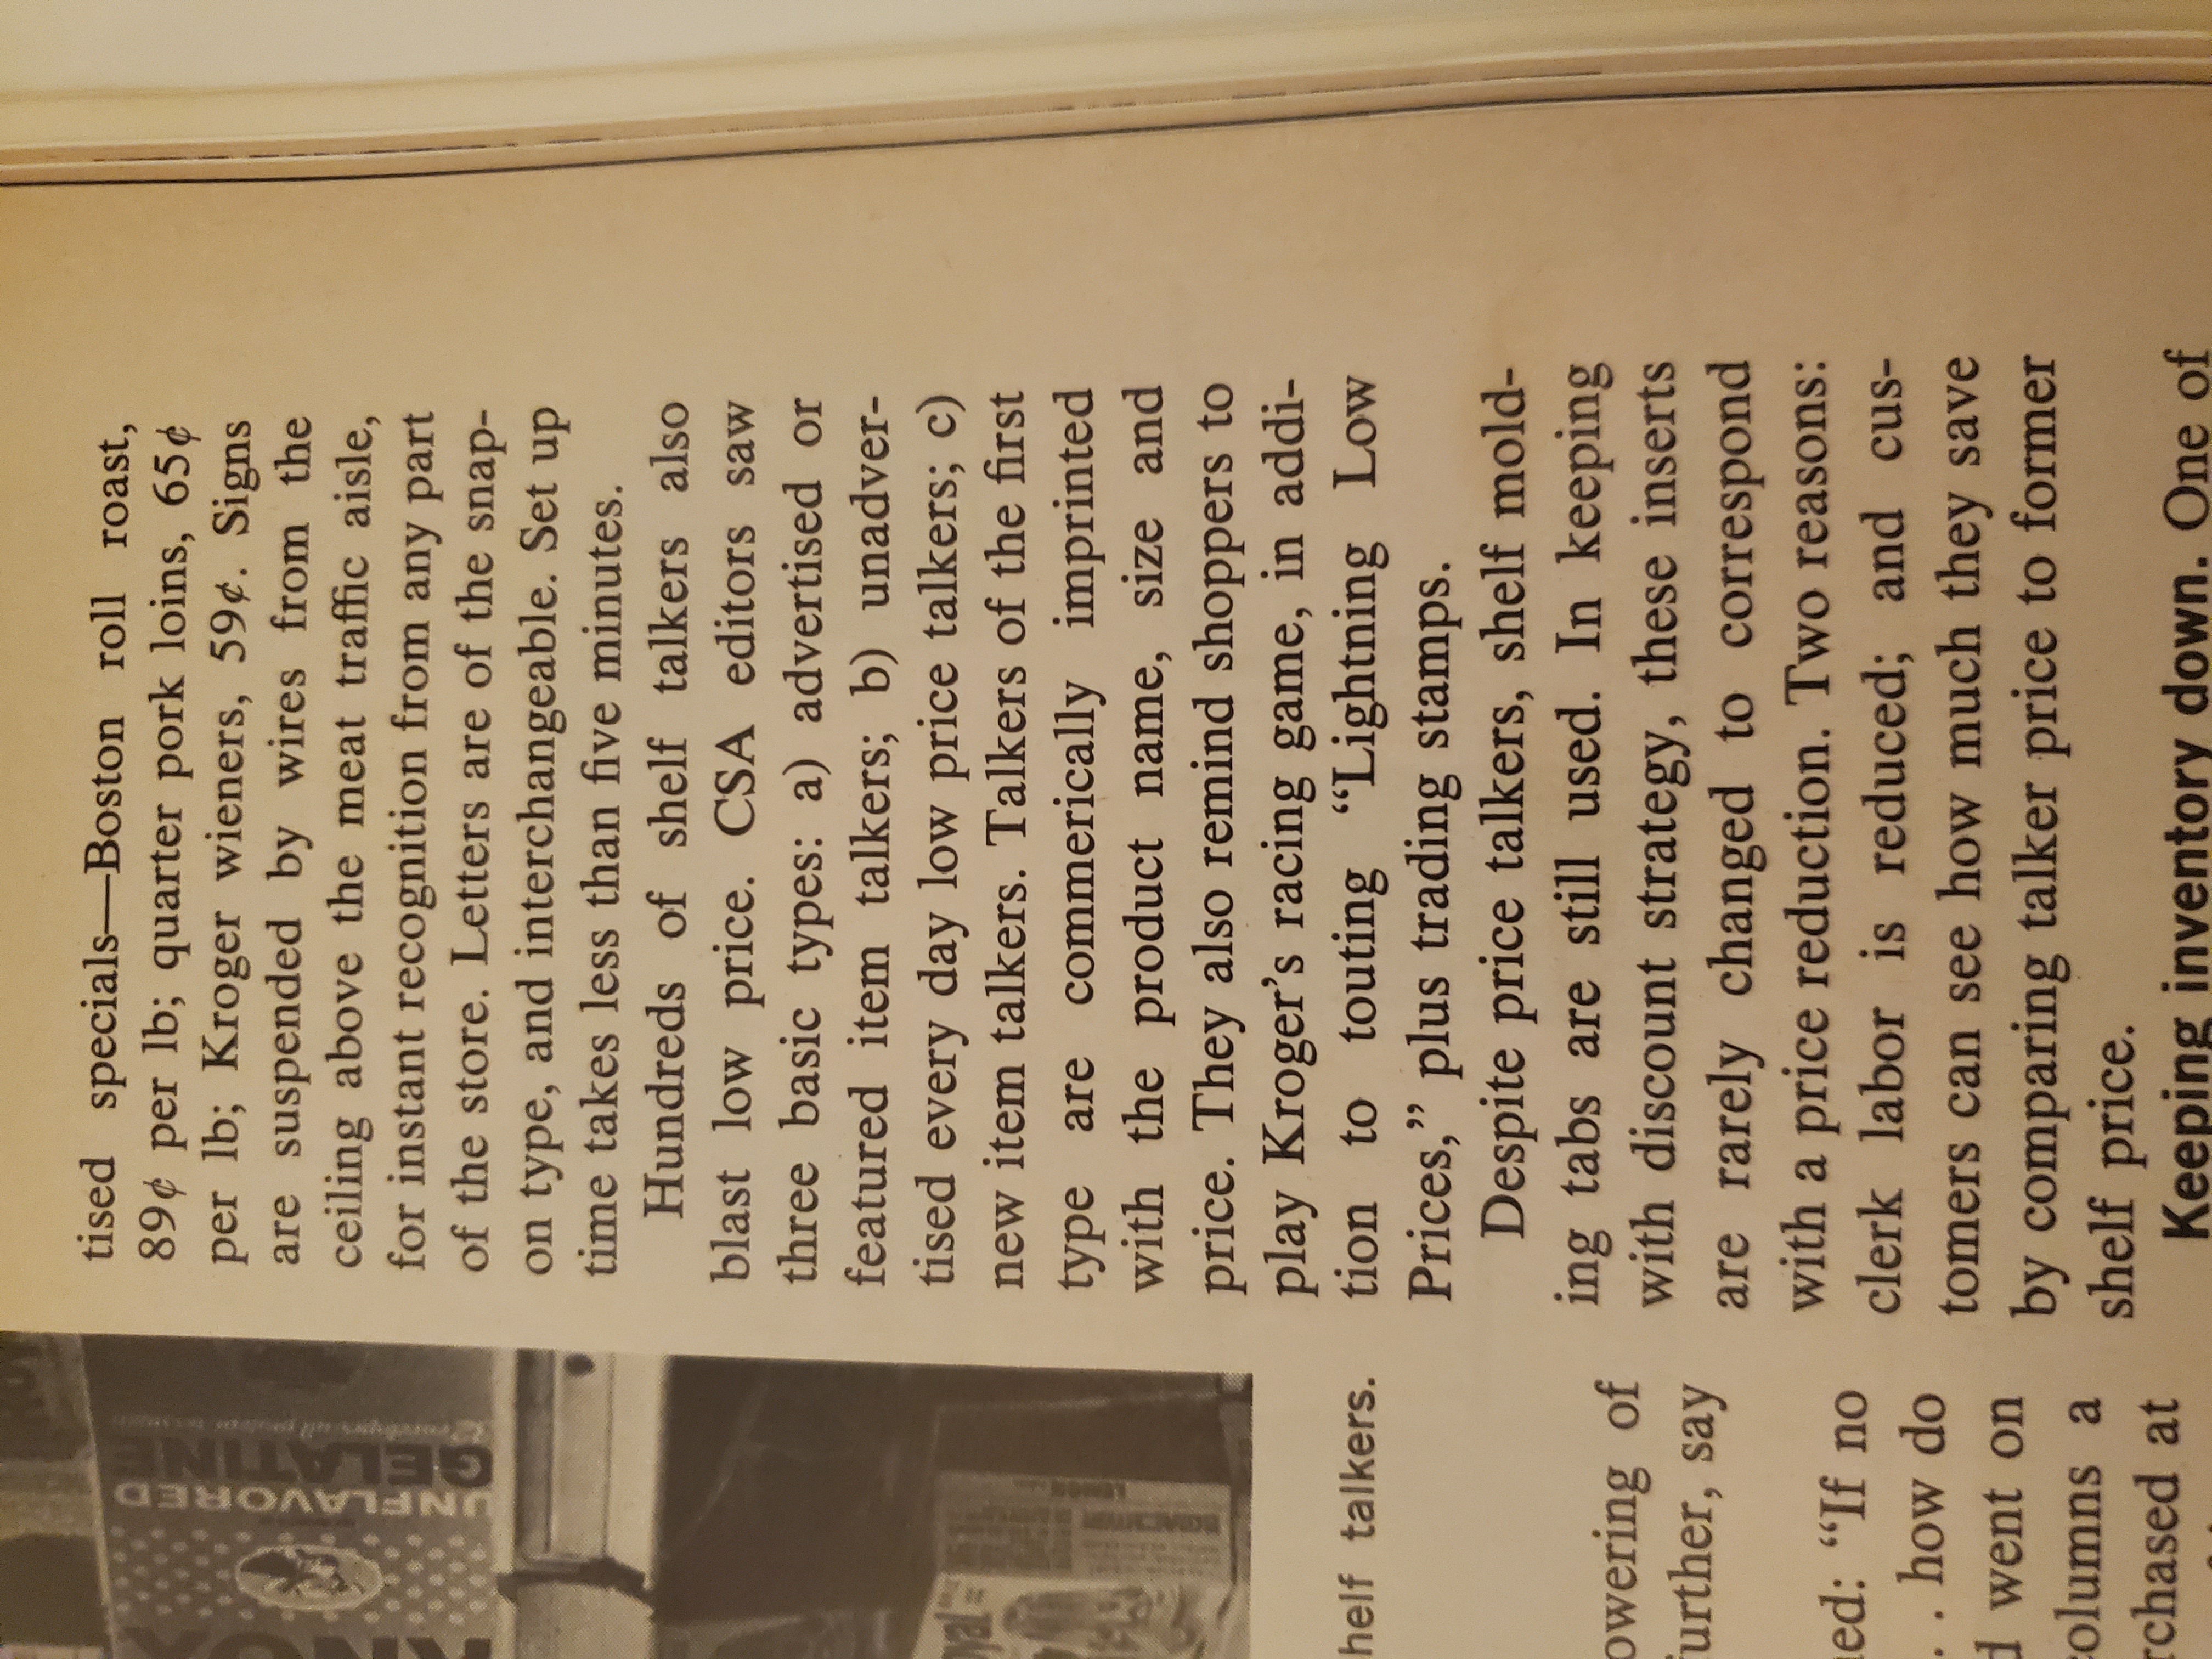 tised specials—Boston roll roast,
89¢ per lb; quarter pork loins, 65¢
per lb; Kroger wieners, 59¢. Signs
are suspended by wires from the
ceiling above the meat traffic aisle,
for instant recognition from any part
of the store. Letters are of the snap-
on type, and interchangeable. Set up
time takes less than five minutes.
Hundreds of shelf talkers also
blast low price. CSA editors saw
three basic types: a) advertised or
featured item talkers; b) unadver-
tised every day low price talkers; c)
new item talkers. Talkers of the first
type are commerically imprinted
with the product name, size and
price. They also remind shoppers to
play Kroger's racing game, in addi-
tion to touting “Lightning Low
Prices,” plus trading stamps.
Despite price talkers, shelf mold-
ing tabs are still used. In keeping
with discount strategy, these inserts
are rarely changed to correspond
with a price reduction. Two reasons:
clerk labor is reduced; and cus-
tomers can see how much they save
by comparing talker price to former
shelf price.
Keeping inventory down. One of
KNOX
UNFLAVORED
GELATINE
helf talkers.
owering of
further, say
ned: “If no
. . how do
d went on
columns a
rchased at